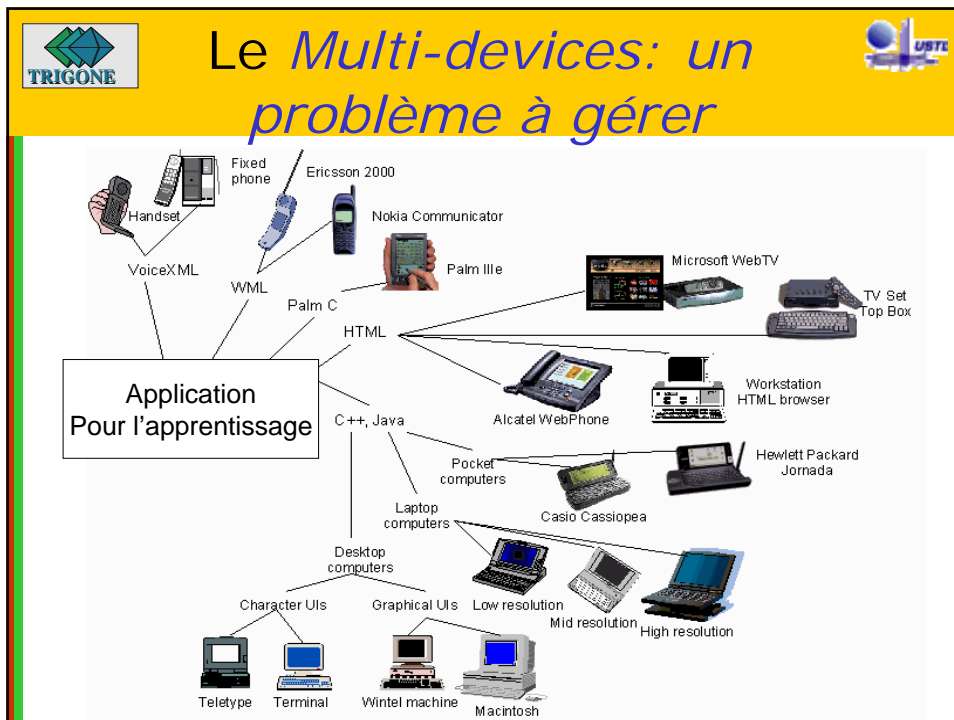 TRIGONE
Le Multi-devices: un
problème à gérer
USTL
Fixed
phone
Ericsson 2000
Handset
Nokia Communicator
VoiceXML
WML
Palm IIIe
Microsoft WebTV
Palm C
TV Set
Top Box
HTML
Application
Pour l'apprentissage
Alcatel WebPhone
Workstation
HTML browser
C++, Java
Pocket
computers
Hewlett Packard
Jornada
Laptop
computers
Casio Cassiopea
Desktop
computers
Character UIs
Graphical UIs
Low resolution
Mid resolution
High resolution
Teletype
Terminal
Wintel machine
Macintosh